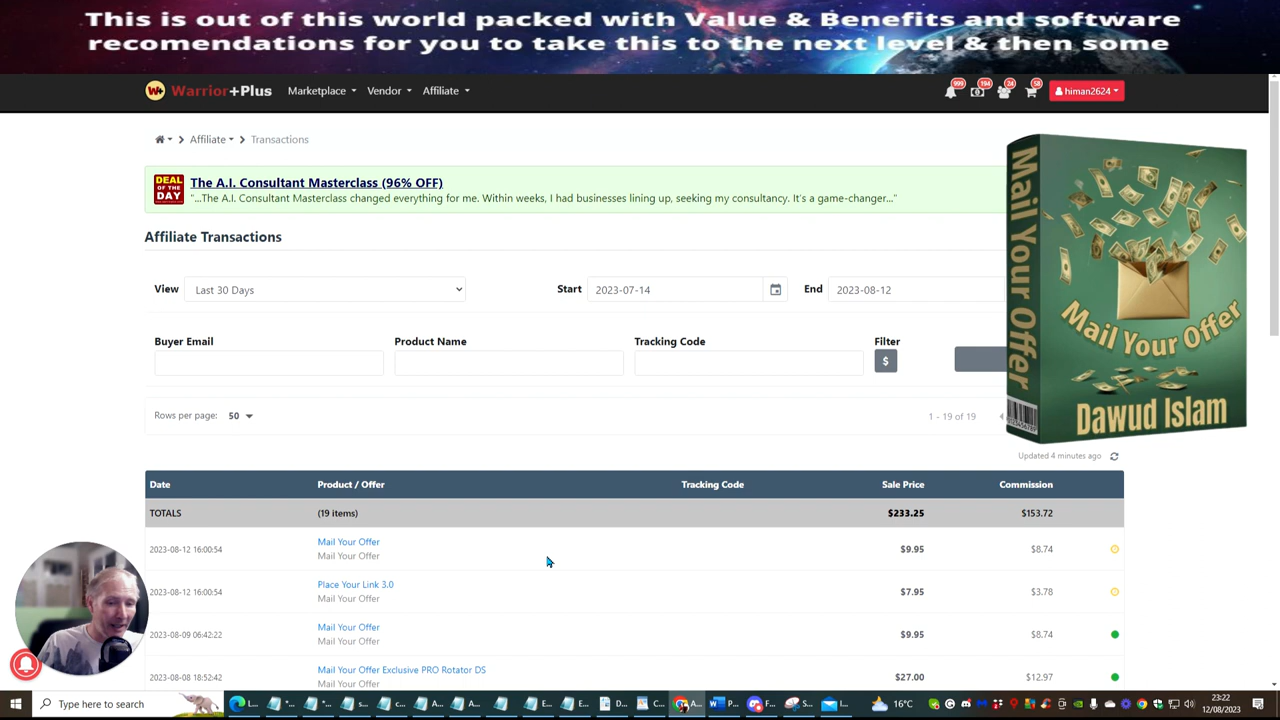 This is out of this world packed with Value & Benefits and software
recomendations for you to take this to the next level & then some
Warrior+Plus
Marketplace
Vendor
Affiliate
999
194
24
58
himan2624
Affiliate
Transactions
DEAL OF THE DAY
The A.I. Consultant Masterclass (96% OFF)
"...The A.I. Consultant Masterclass changed everything for me. Within weeks, I had businesses lining up, seeking my consultancy. It's a game-changer..."
Affiliate Transactions
View
Last 30 Days
Start
2023-07-14
End
2023-08-12
Buyer Email
Product Name
Tracking Code
Filter
$
Rows per page: 50
1 - 19 of 19
Mail Your Offer
Mail Your Offer
Dawud Islam
Updated 4 minutes ago
Date Product / Offer Tracking Code Sale Price Commission
TOTALS (19 items) $233.25 $153.72
2023-08-12 16:00:54 Mail Your Offer $9.95 $8.74
Mail Your Offer
2023-08-12 16:00:54 Place Your Link 3.0 $7.95 $3.78
Mail Your Offer
2023-08-09 06:42:22 Mail Your Offer $9.95 $8.74
Mail Your Offer
2023-08-08 18:52:42 Mail Your Offer Exclusive PRO Rotator DS $27.00 $12.97
Mail Your Offer
Type here to search
16°C
23:22
12/08/2023